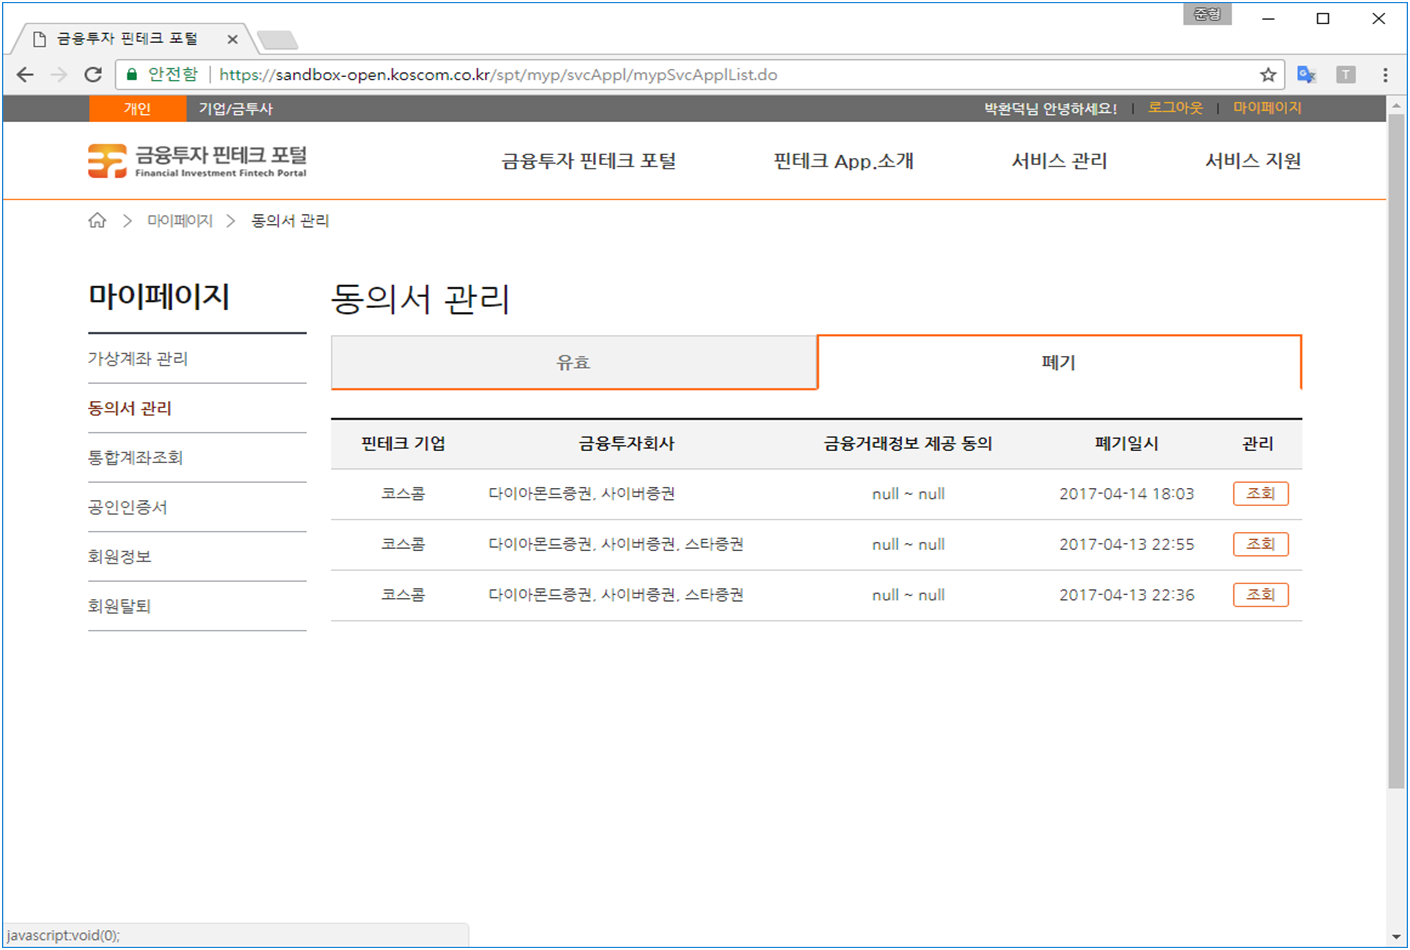 준형
금융투자 핀테크 포털
안전함 | https://sandbox-open.koscom.co.kr/spt/myp/svcAppl/mypSvcApplList.do
T
개인 기업/금투사 박환덕님 안녕하세요! | 로그아웃 | 마이페이지
금융투자 핀테크 포털
Financial Investment Fintech Portal
금융투자 핀테크 포털 핀테크 App.소개 서비스 관리 서비스 지원
마이페이지 동의서 관리
마이페이지
가상계좌 관리
동의서 관리
통합계좌조회
공인인증서
회원정보
회원탈퇴
동의서 관리
유효 폐기
핀테크 기업 금융투자회사 금융거래정보 제공 동의 폐기일시 관리
코스콤 다이아몬드증권, 사이버증권 null ~ null 2017-04-14 18:03 조회
코스콤 다이아몬드증권, 사이버증권, 스타증권 null ~ null 2017-04-13 22:55 조회
코스콤 다이아몬드증권, 사이버증권, 스타증권 null ~ null 2017-04-13 22:36 조회
javascript:void(0);